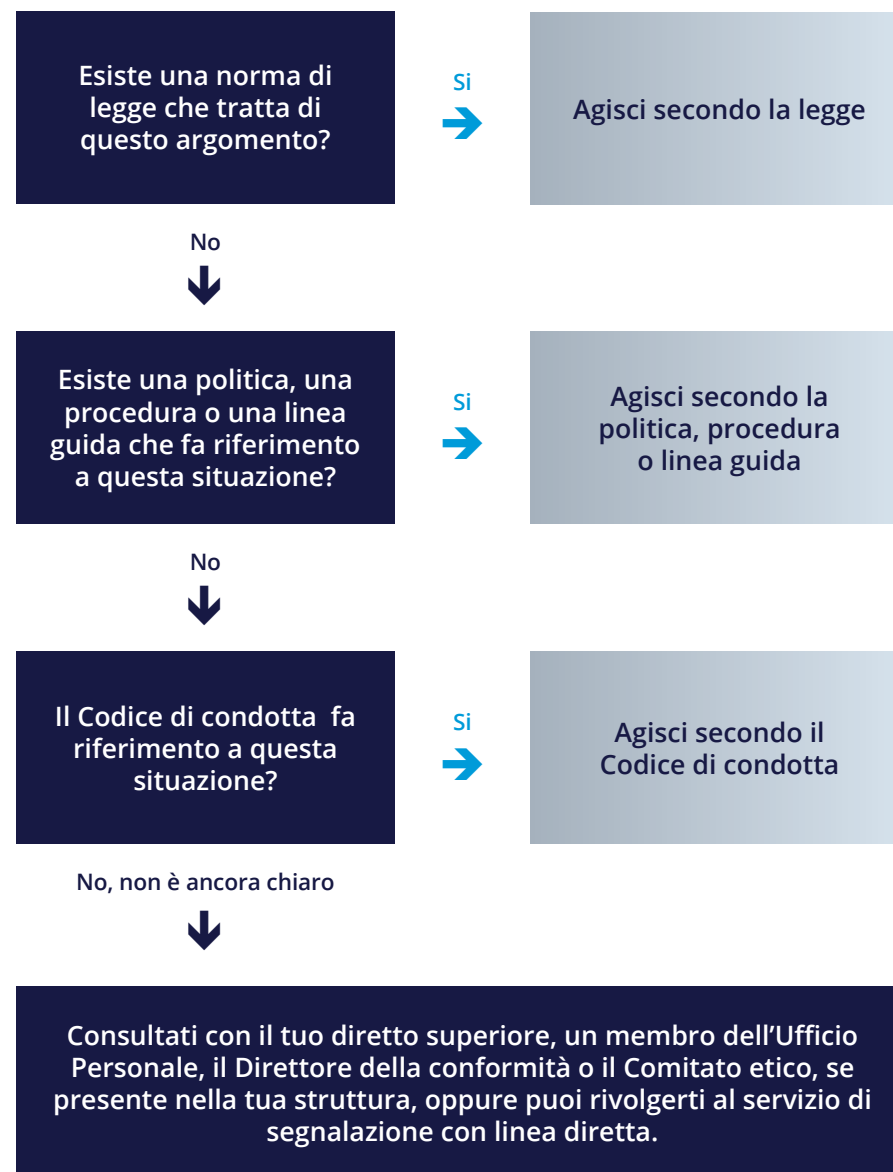 Esiste una norma di
legge che tratta di
questo argomento?
Si
Agisci secondo la legge
No
Esiste una politica, una
procedura o una linea
guida che fa riferimento
a questa situazione?
Si
Agisci secondo la
politica, procedura
o linea guida
No
Il Codice di condotta  fa
riferimento a questa
situazione?
Si
Agisci secondo il
Codice di condotta
No, non è ancora chiaro
Consultati con il tuo diretto superiore, un membro dell’Ufficio
Personale, il Direttore della conformità o il Comitato etico, se
presente nella tua struttura, oppure puoi rivolgerti al servizio di
segnalazione con linea diretta.